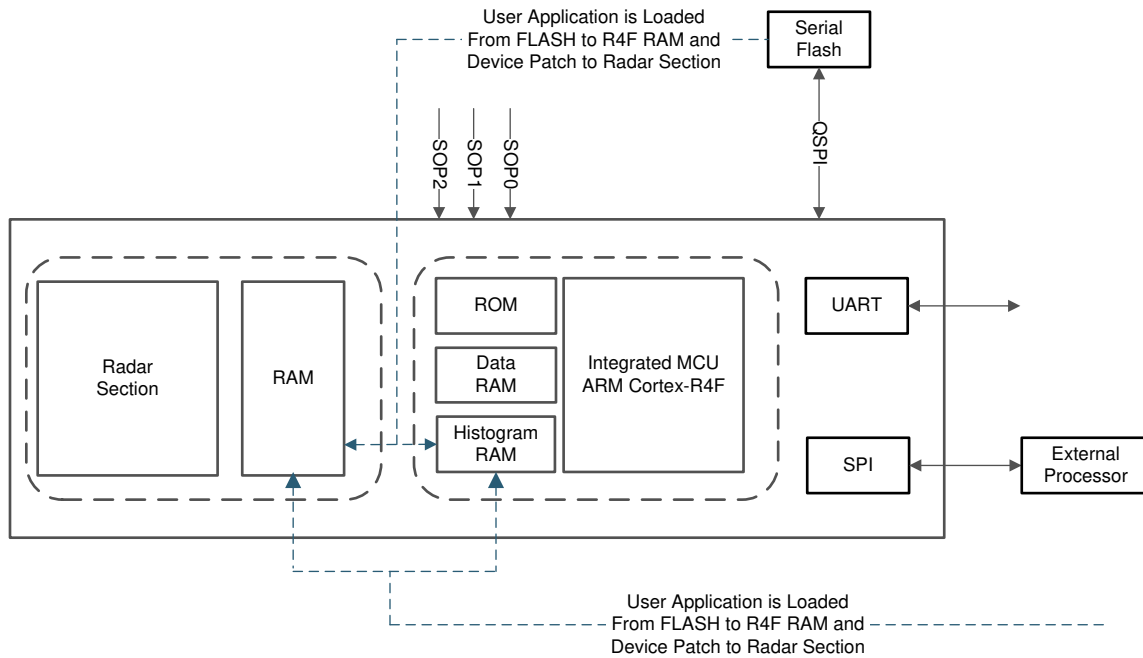 User Application is Loaded
From FLASH to R4F RAM and
Device Patch to Radar Section
Serial
Flash
SOP2
SOP1
SOP0
QSPI
Radar
Section
RAM
ROM
Data
RAM
Histogram
RAM
Integrated MCU
ARM Cortex-R4F
UART
SPI
External
Processor
User Application is Loaded
From FLASH to R4F RAM and
Device Patch to Radar Section